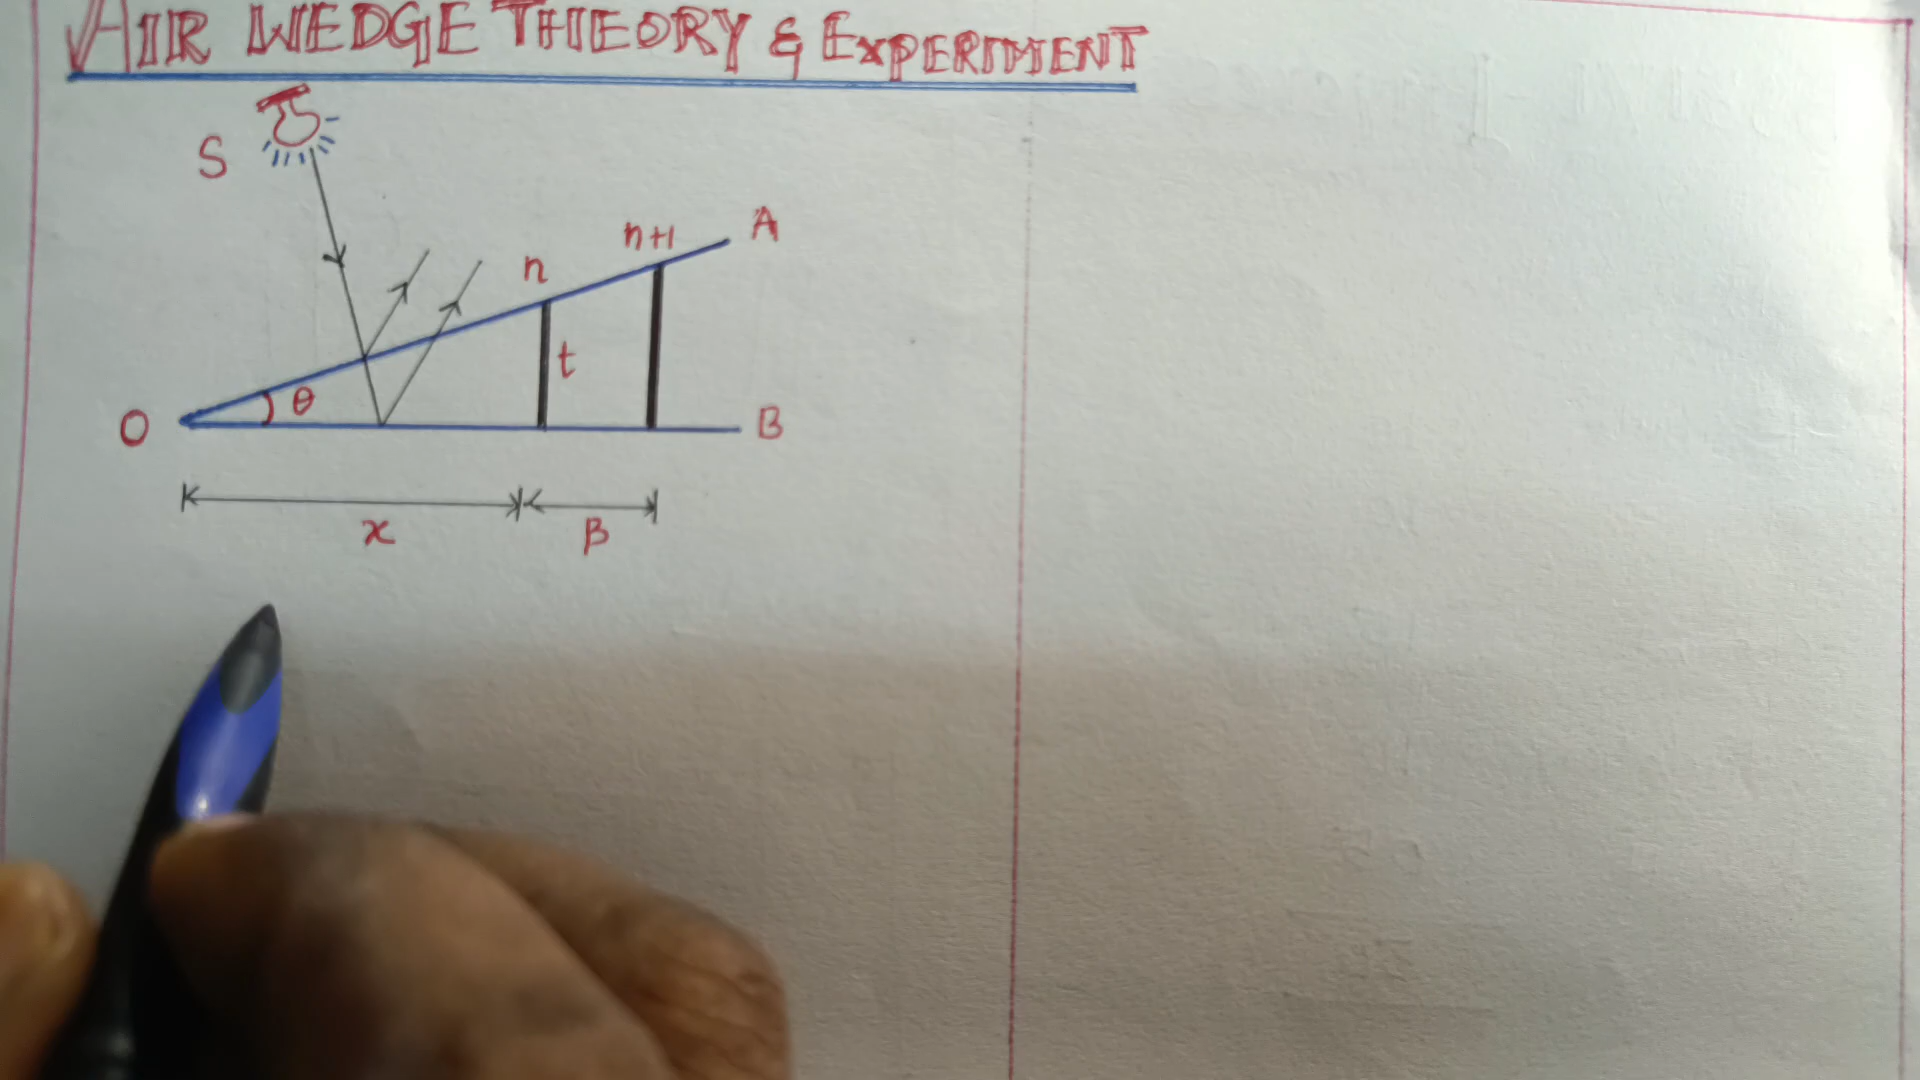 AIR WEDGE THEORY & EXPERIMENT
S
A
n+1
n
t
θ
O
B
x
β